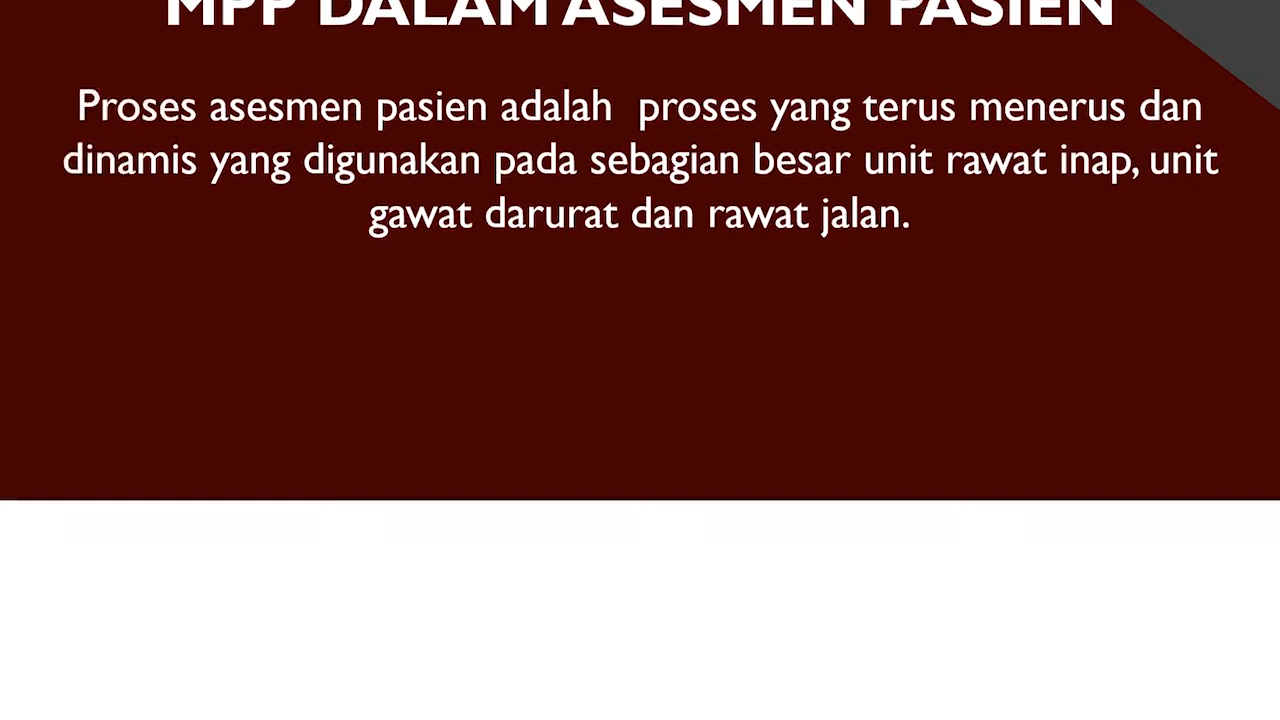 MPP DALAM ASESMEN PASIEN
Proses asesmen pasien adalah  proses yang terus menerus dan
dinamis yang digunakan pada sebagian besar unit rawat inap, unit
gawat darurat dan rawat jalan.